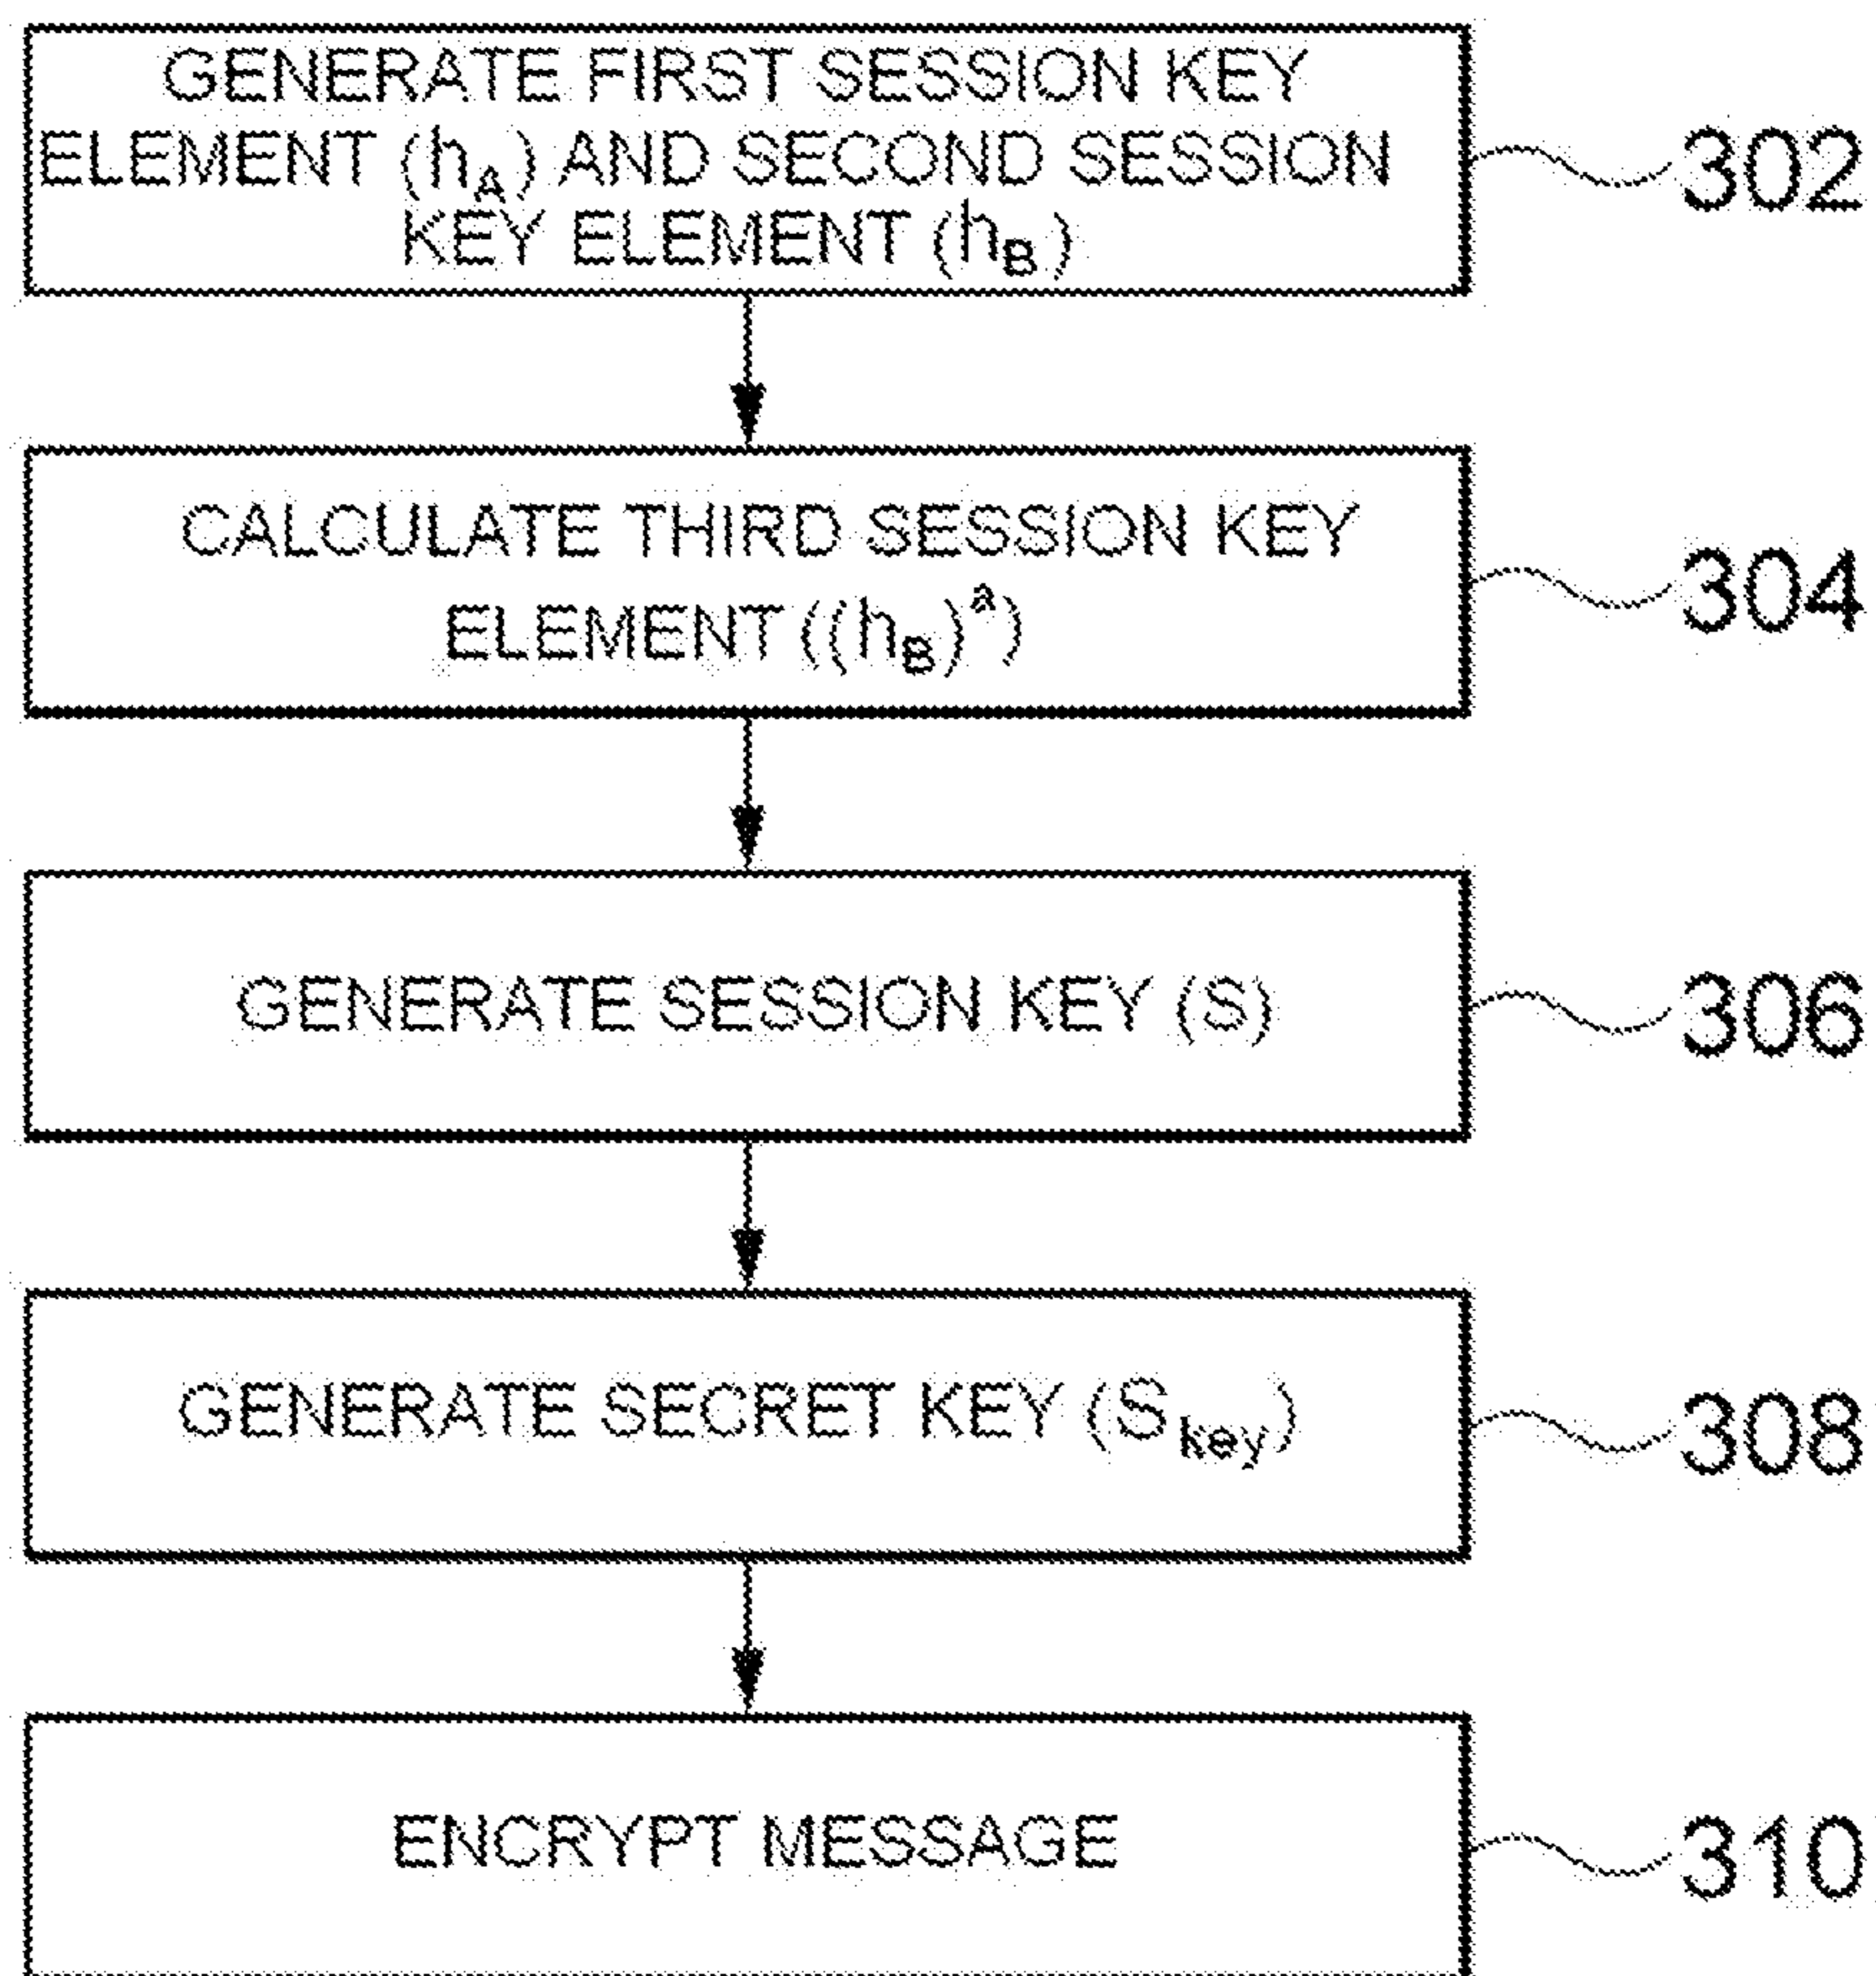 GENERATE FIRST SESSION KEY
ELEMENT (hA) AND SECOND SESSION
KEY ELEMENT (hB)
302
CALCULATE THIRD SESSION KEY
ELEMENT ((hB)^a)
304
GENERATE SESSION KEY (S)
306
GENERATE SECRET KEY (Skey)
308
ENCRYPT MESSAGE
310